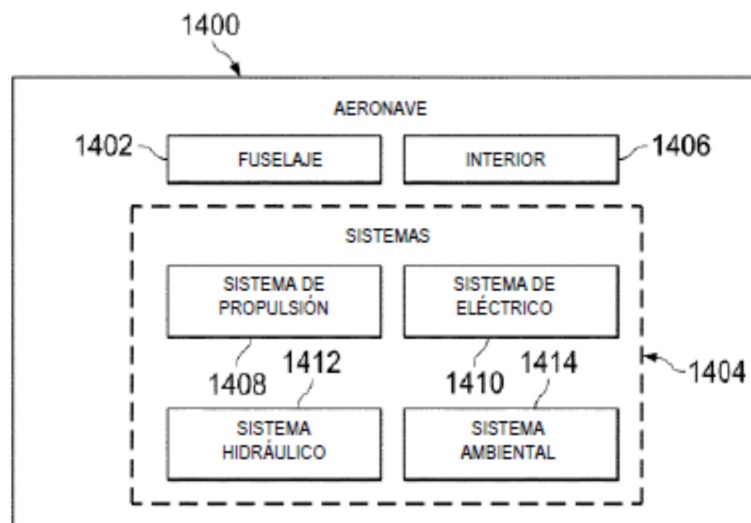 1400
AERONAVE
1402
FUSELAJE
INTERIOR
1406
SISTEMAS
SISTEMA DE
PROPULSIÓN
SISTEMA DE
ELÉCTRICO
1408
1412
1410
1414
1404
SISTEMA
HIDRÁULICO
SISTEMA
AMBIENTAL